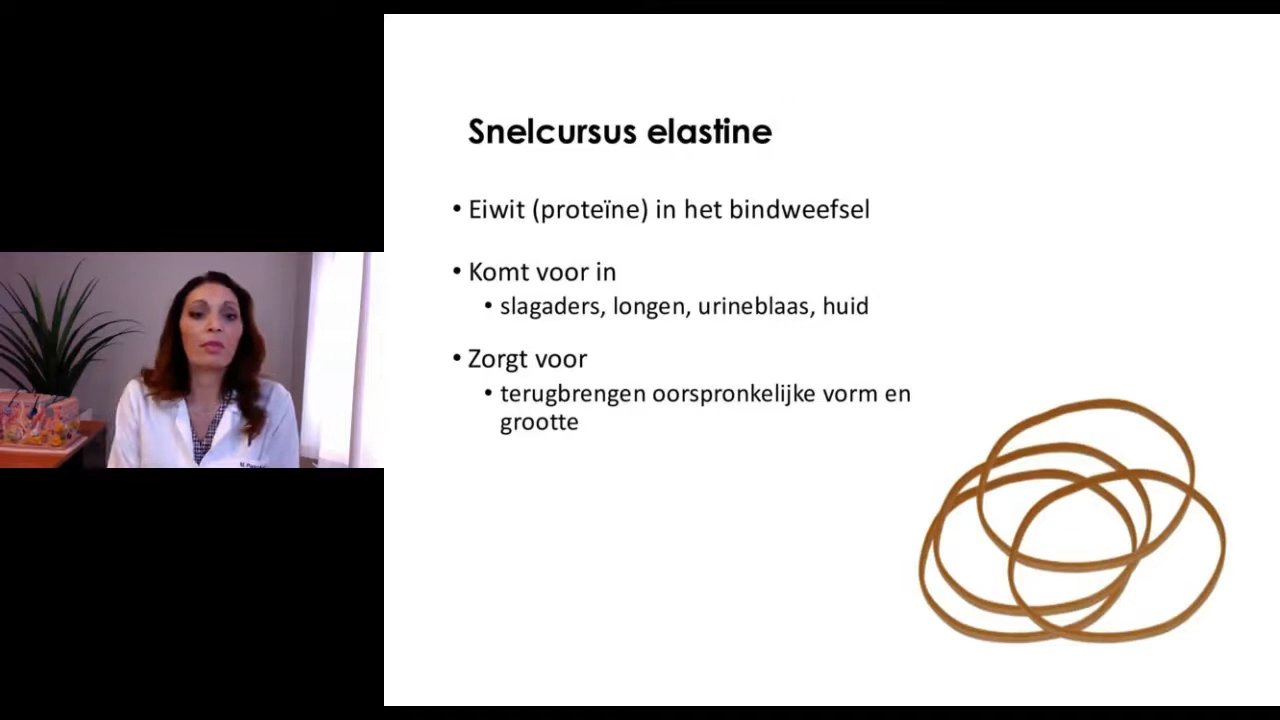 Snelcursus elastine
• Eiwit (proteïne) in het bindweefsel
• Komt voor in
• slagaders, longen, urineblaas, huid
• Zorgt voor
• terugbrengen oorspronkelijke vorm en
grootte